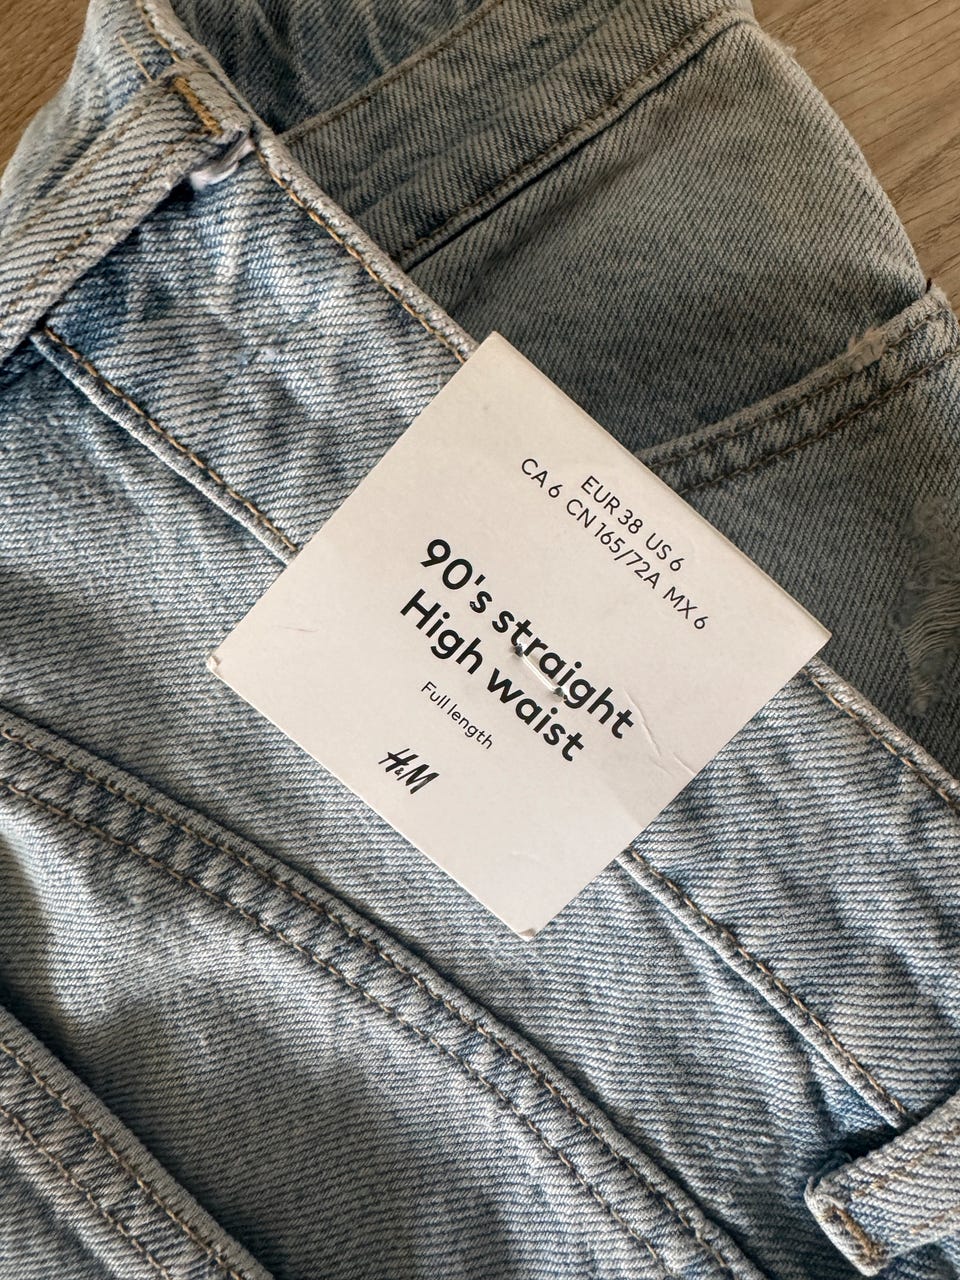 EUR 38 US 6
CA 6 CN 165/72A MX 6
90's straight
High waist
Full length
H&M